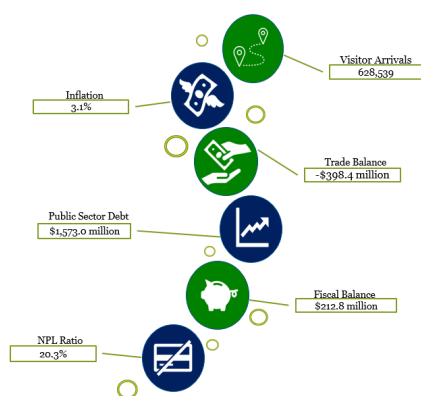 Visitor Arrivals
628,539
Inflation
3.1%
Trade Balance
-$398.4 million
Public Sector Debt
$1,573.0 million
Fiscal Balance
$212.8 million
NPL Ratio
20.3%